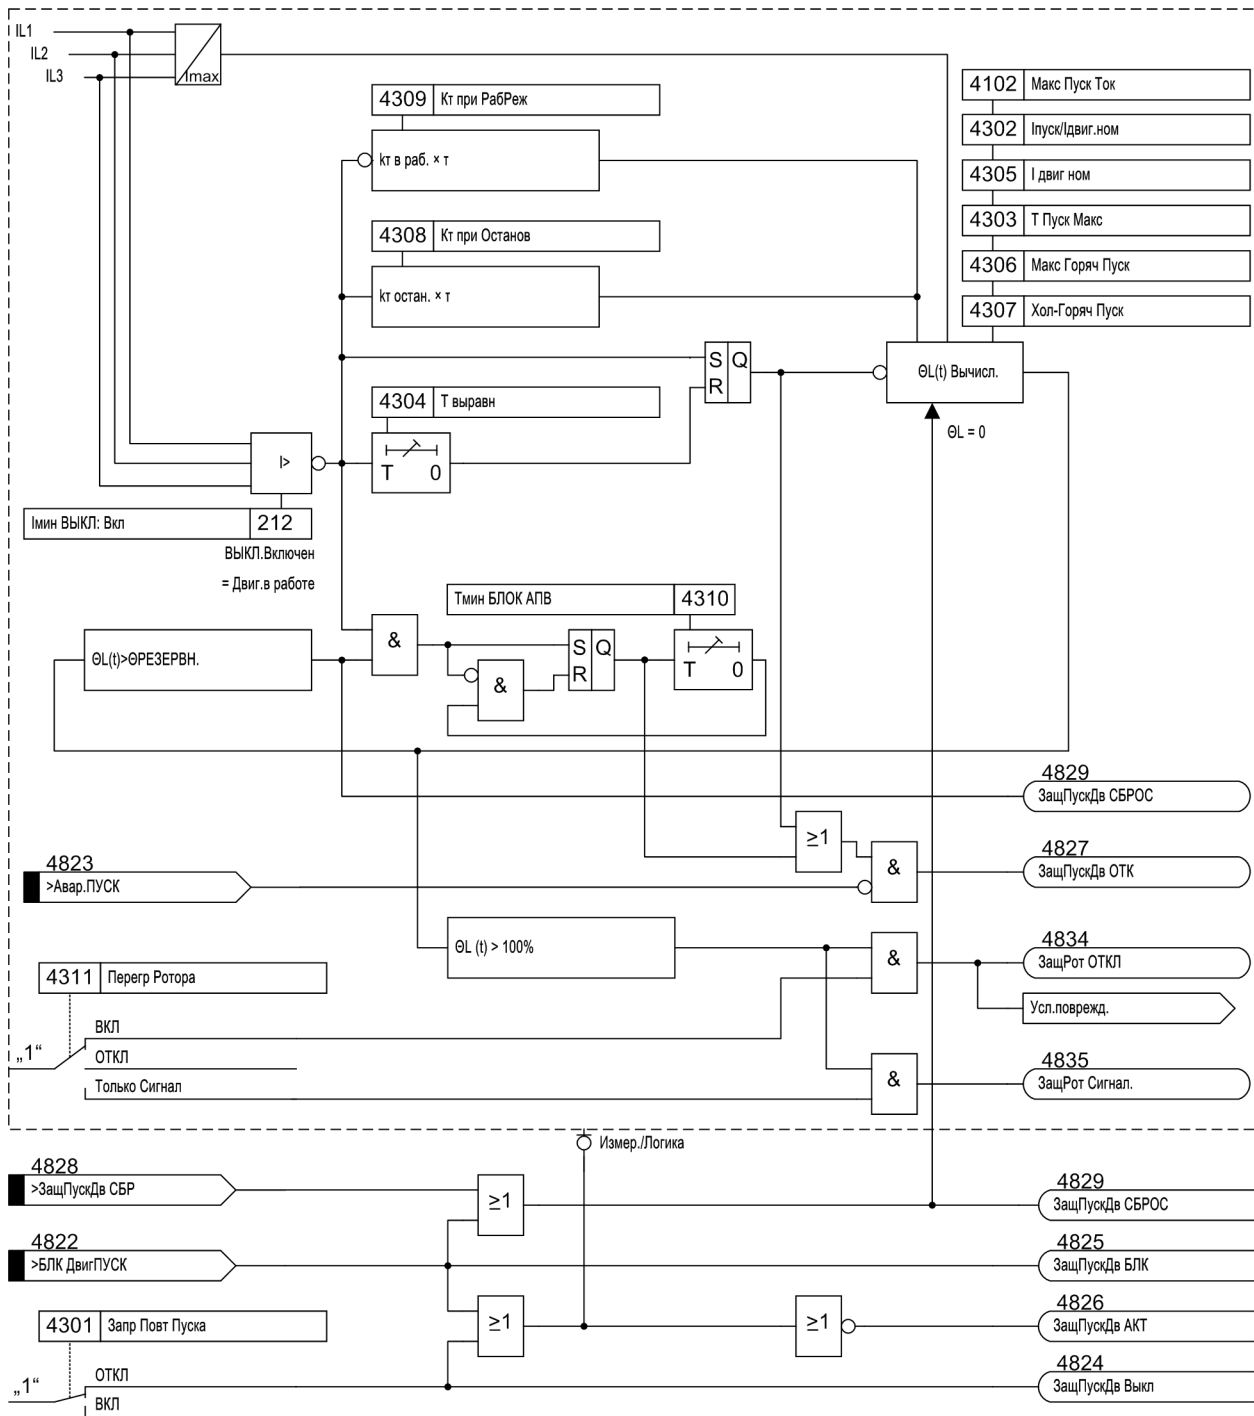 IL1
IL2
IL3
Imax
4309 Кт при РабРеж
kт в раб. × т
4308 Кт при Останов
kт остан. × т
4102 Макс Пуск Ток
4302 Iпуск/Iдвиг.ном
4305 I двиг ном
4303 Т Пуск Макс
4306 Макс Горяч Пуск
4307 Хол-Горяч Пуск
S Q
R
ΘL(t) Вычисл.
ΘL = 0
4304 Т выравн
T 0
I>
Iмин ВЫКЛ: Вкл 212
ВЫКЛ.Включен
= Двиг.в работе
Тмин БЛОК АПВ 4310
ΘL(t)>ΘРЕЗЕРВН.
&
&
S Q
R
T 0
4829
ЗащПускДв СБРОС
≥1
4823
>Авар.ПУСК
&
4827
ЗащПускДв ОТК
ΘL (t) > 100%
&
4834
ЗащРот ОТКЛ
Усл.поврежд.
4311 Перегр Ротора
„1“
ВКЛ
ОТКЛ
Только Сигнал
&
4835
ЗащРот Сигнал.
Измер./Логика
4828
>ЗащПускДв СБР
≥1
4829
ЗащПускДв СБРОС
4822
>БЛК ДвигПУСК
4825
ЗащПускДв БЛК
4301 Запр Повт Пуска
≥1
≥1
4826
ЗащПускДв АКТ
„1“
ОТКЛ
ВКЛ
4824
ЗащПускДв Выкл